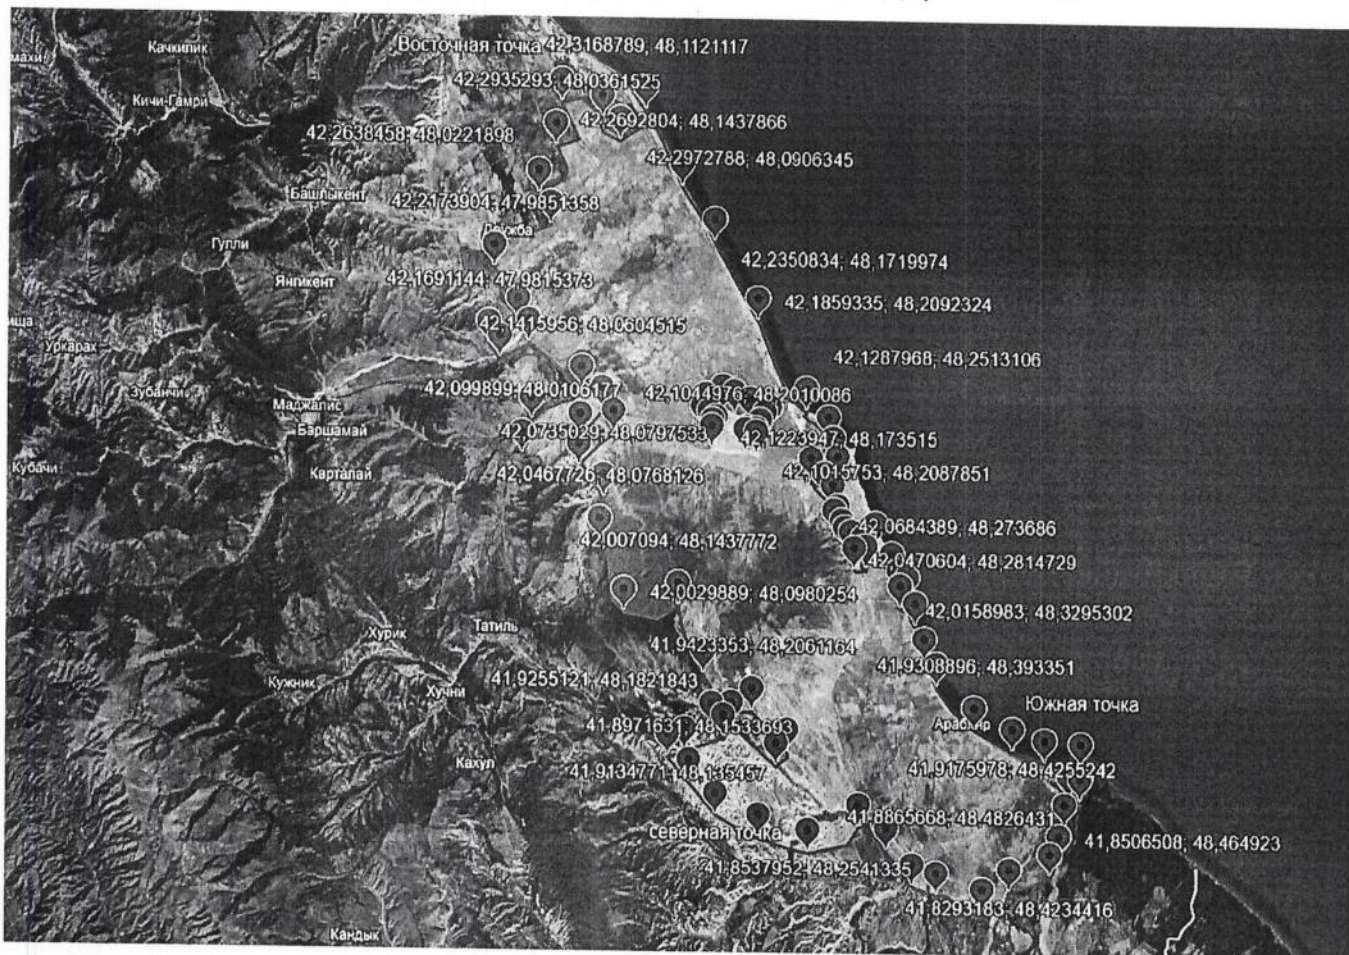 Качкилик
Восточная точка 42,3168789, 48,1121117
махи
42,2935293; 48,0361525
Кичи-Гамри
42,2692804; 48,1437866
42,2638458; 48,0221898
42,2972788; 48,0906345
Башлыкент
42,2173904; 47,9851358
Дружба
Гулли
42,2350834; 48,1719974
42,1691144; 47,9815373
Янгикент
42,1859335; 48,2092324
42,1415956; 48,0604515
ища
Уркарах
42,1287968; 48,2513106
42,099899; 48,0106177
42,1044976; 48,2010086
Зубанчи
Маджалис
Баршамай
42,0735029; 48,0797533
42,1223947; 48,173515
Кубачи
Карталай
42,0467726; 48,0768126
42,1015753; 48,2087851
42,0684389; 48,273686
42,007094; 48,1437772
42,0470604; 48,2814729
42,0029889; 48,0980254
42,0158983; 48,3295302
Хурик
Татиль
41,9423353; 48,2061164
41,9308896; 48,393351
Кужник
Хучни
41,9255121; 48,1821843
Южная точка
41,8971631; 48,1533693
Арабляр
Кахул
41,9134771; 48,135457
41,9175978; 48,4255242
41,8865668; 48,4826431
северная точка
41,8506508; 48,464923
41,8537952; 48,2541335
41,8293183; 48,4234416
Кандык